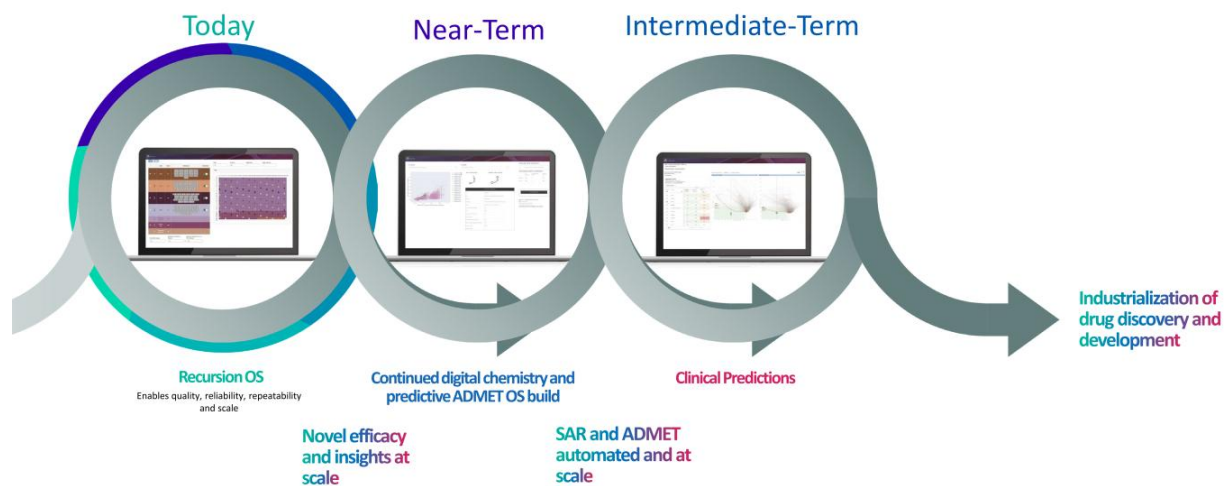 Today
Near-Term
Intermediate-Term
Industrialization of
drug discovery and
development
Recursion OS
Enables quality, reliability, repeatability
and scale
Continued digital chemistry and
predictive ADMET OS build
Clinical Predictions
Novel efficacy
and insights at
scale
SAR and ADMET
automated and at
scale